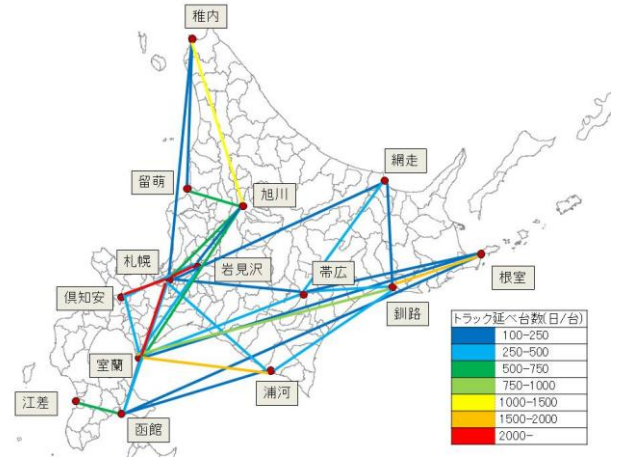 稚内
網走
留萌
旭川
札幌
岩見沢
帯広
根室
倶知安
釧路
室蘭
浦河
江差
函館
トラック延べ台数(日/台)
100-250
250-500
500-750
750-1000
1000-1500
1500-2000
2000-